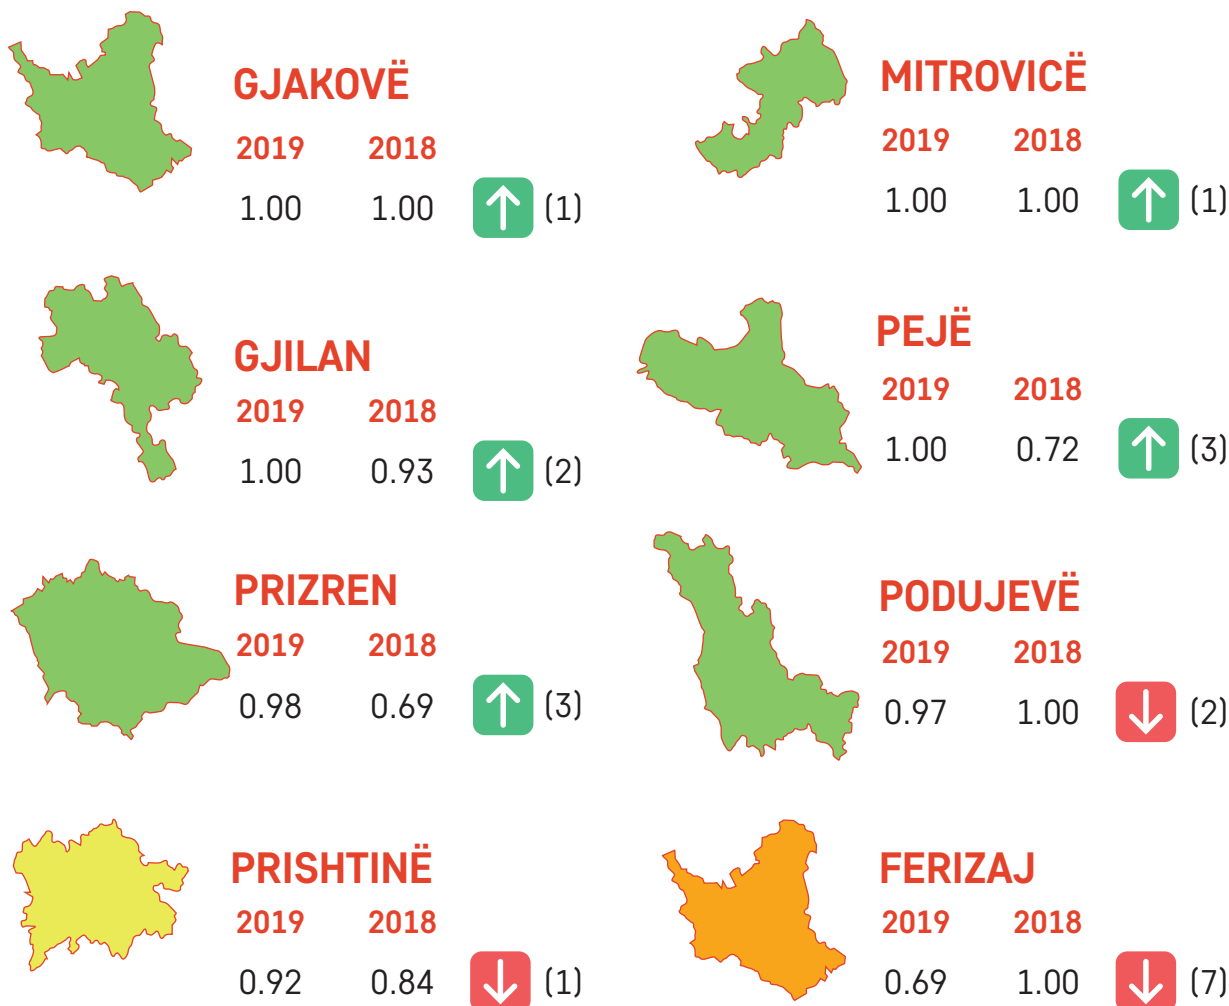 GJAKOVË
2019 2018
1.00 1.00 (1)
MITROVICË
2019 2018
1.00 1.00 (1)
GJILAN
2019 2018
1.00 0.93 (2)
PEJË
2019 2018
1.00 0.72 (3)
PRIZREN
2019 2018
0.98 0.69 (3)
PODUJEVË
2019 2018
0.97 1.00 (2)
PRISHTINË
2019 2018
0.92 0.84 (1)
FERIZAJ
2019 2018
0.69 1.00 (7)